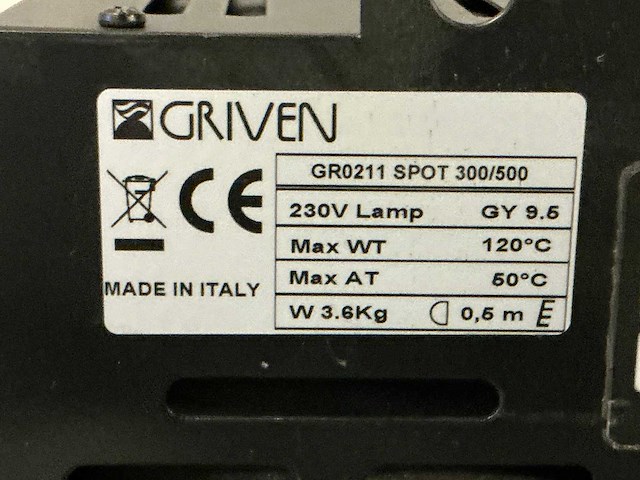 GRIVEN
CE
GR0211 SPOT 300/500
230V Lamp GY 9.5
Max WT 120°C
Max AT 50°C
MADE IN ITALY
W 3.6Kg 0,5 m E